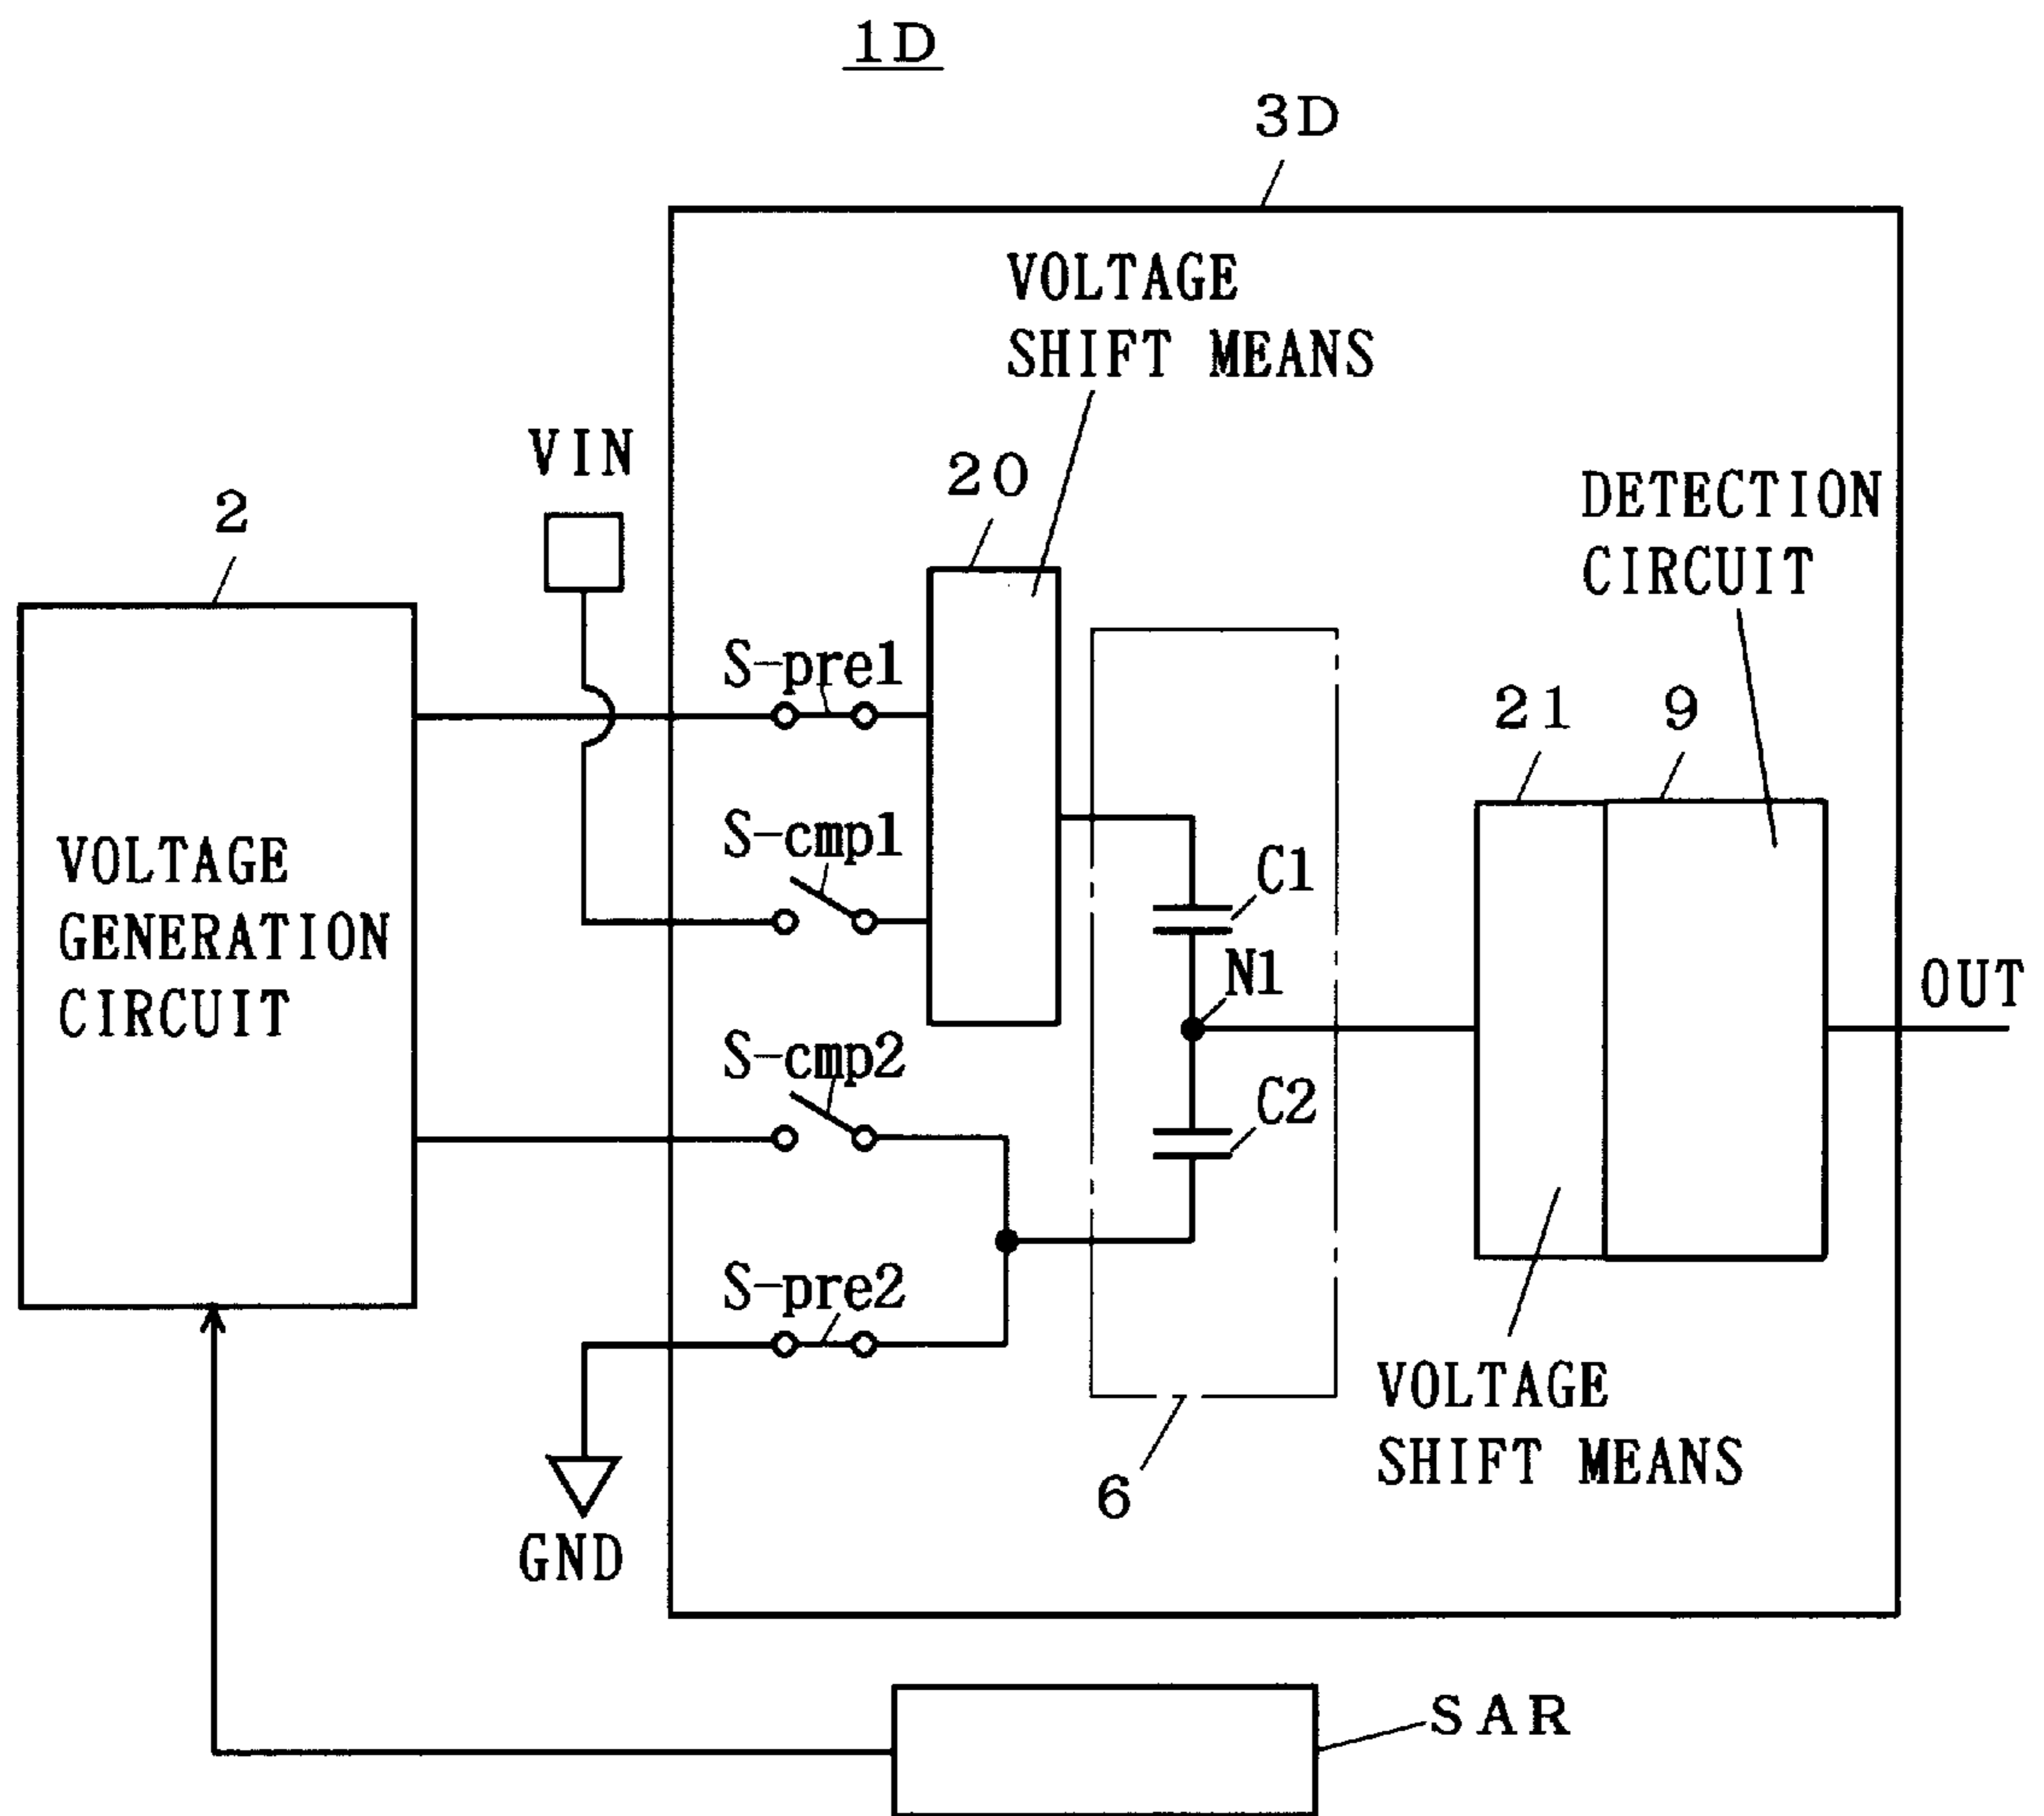 1D
3D
VOLTAGE
SHIFT MEANS
VIN
20
DETECTION
CIRCUIT
2
S-pre1
21
9
S-cmp1
C1
VOLTAGE
GENERATION
CIRCUIT
N1
OUT
S-cmp2
C2
S-pre2
VOLTAGE
SHIFT MEANS
6
GND
SAR